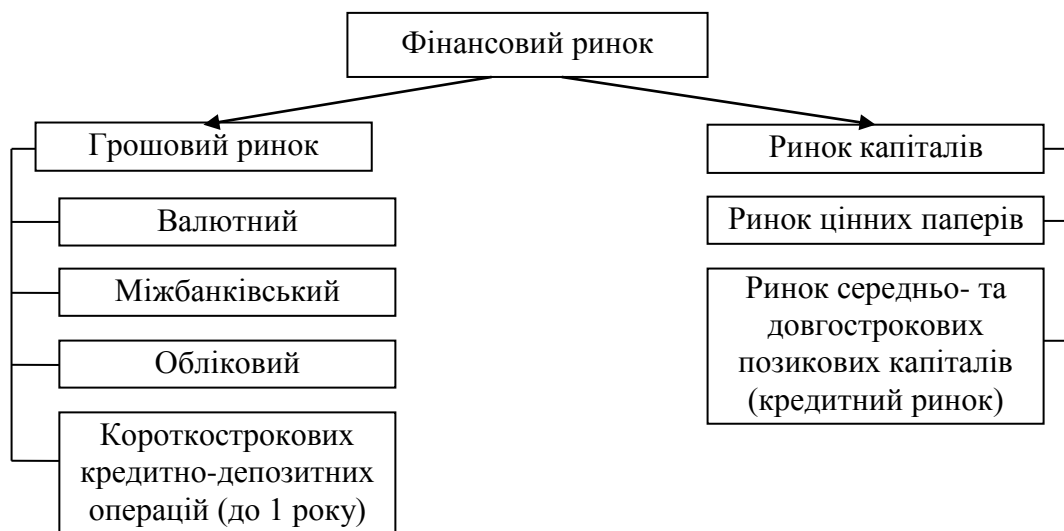 Фінансовий ринок
Грошовий ринок
Валютний
Міжбанківський
Обліковий
Короткострокових
кредитно-депозитних
операцій (до 1 року)
Ринок капіталів
Ринок цінних паперів
Ринок середньо- та
довгострокових
позикових капіталів
(кредитний ринок)